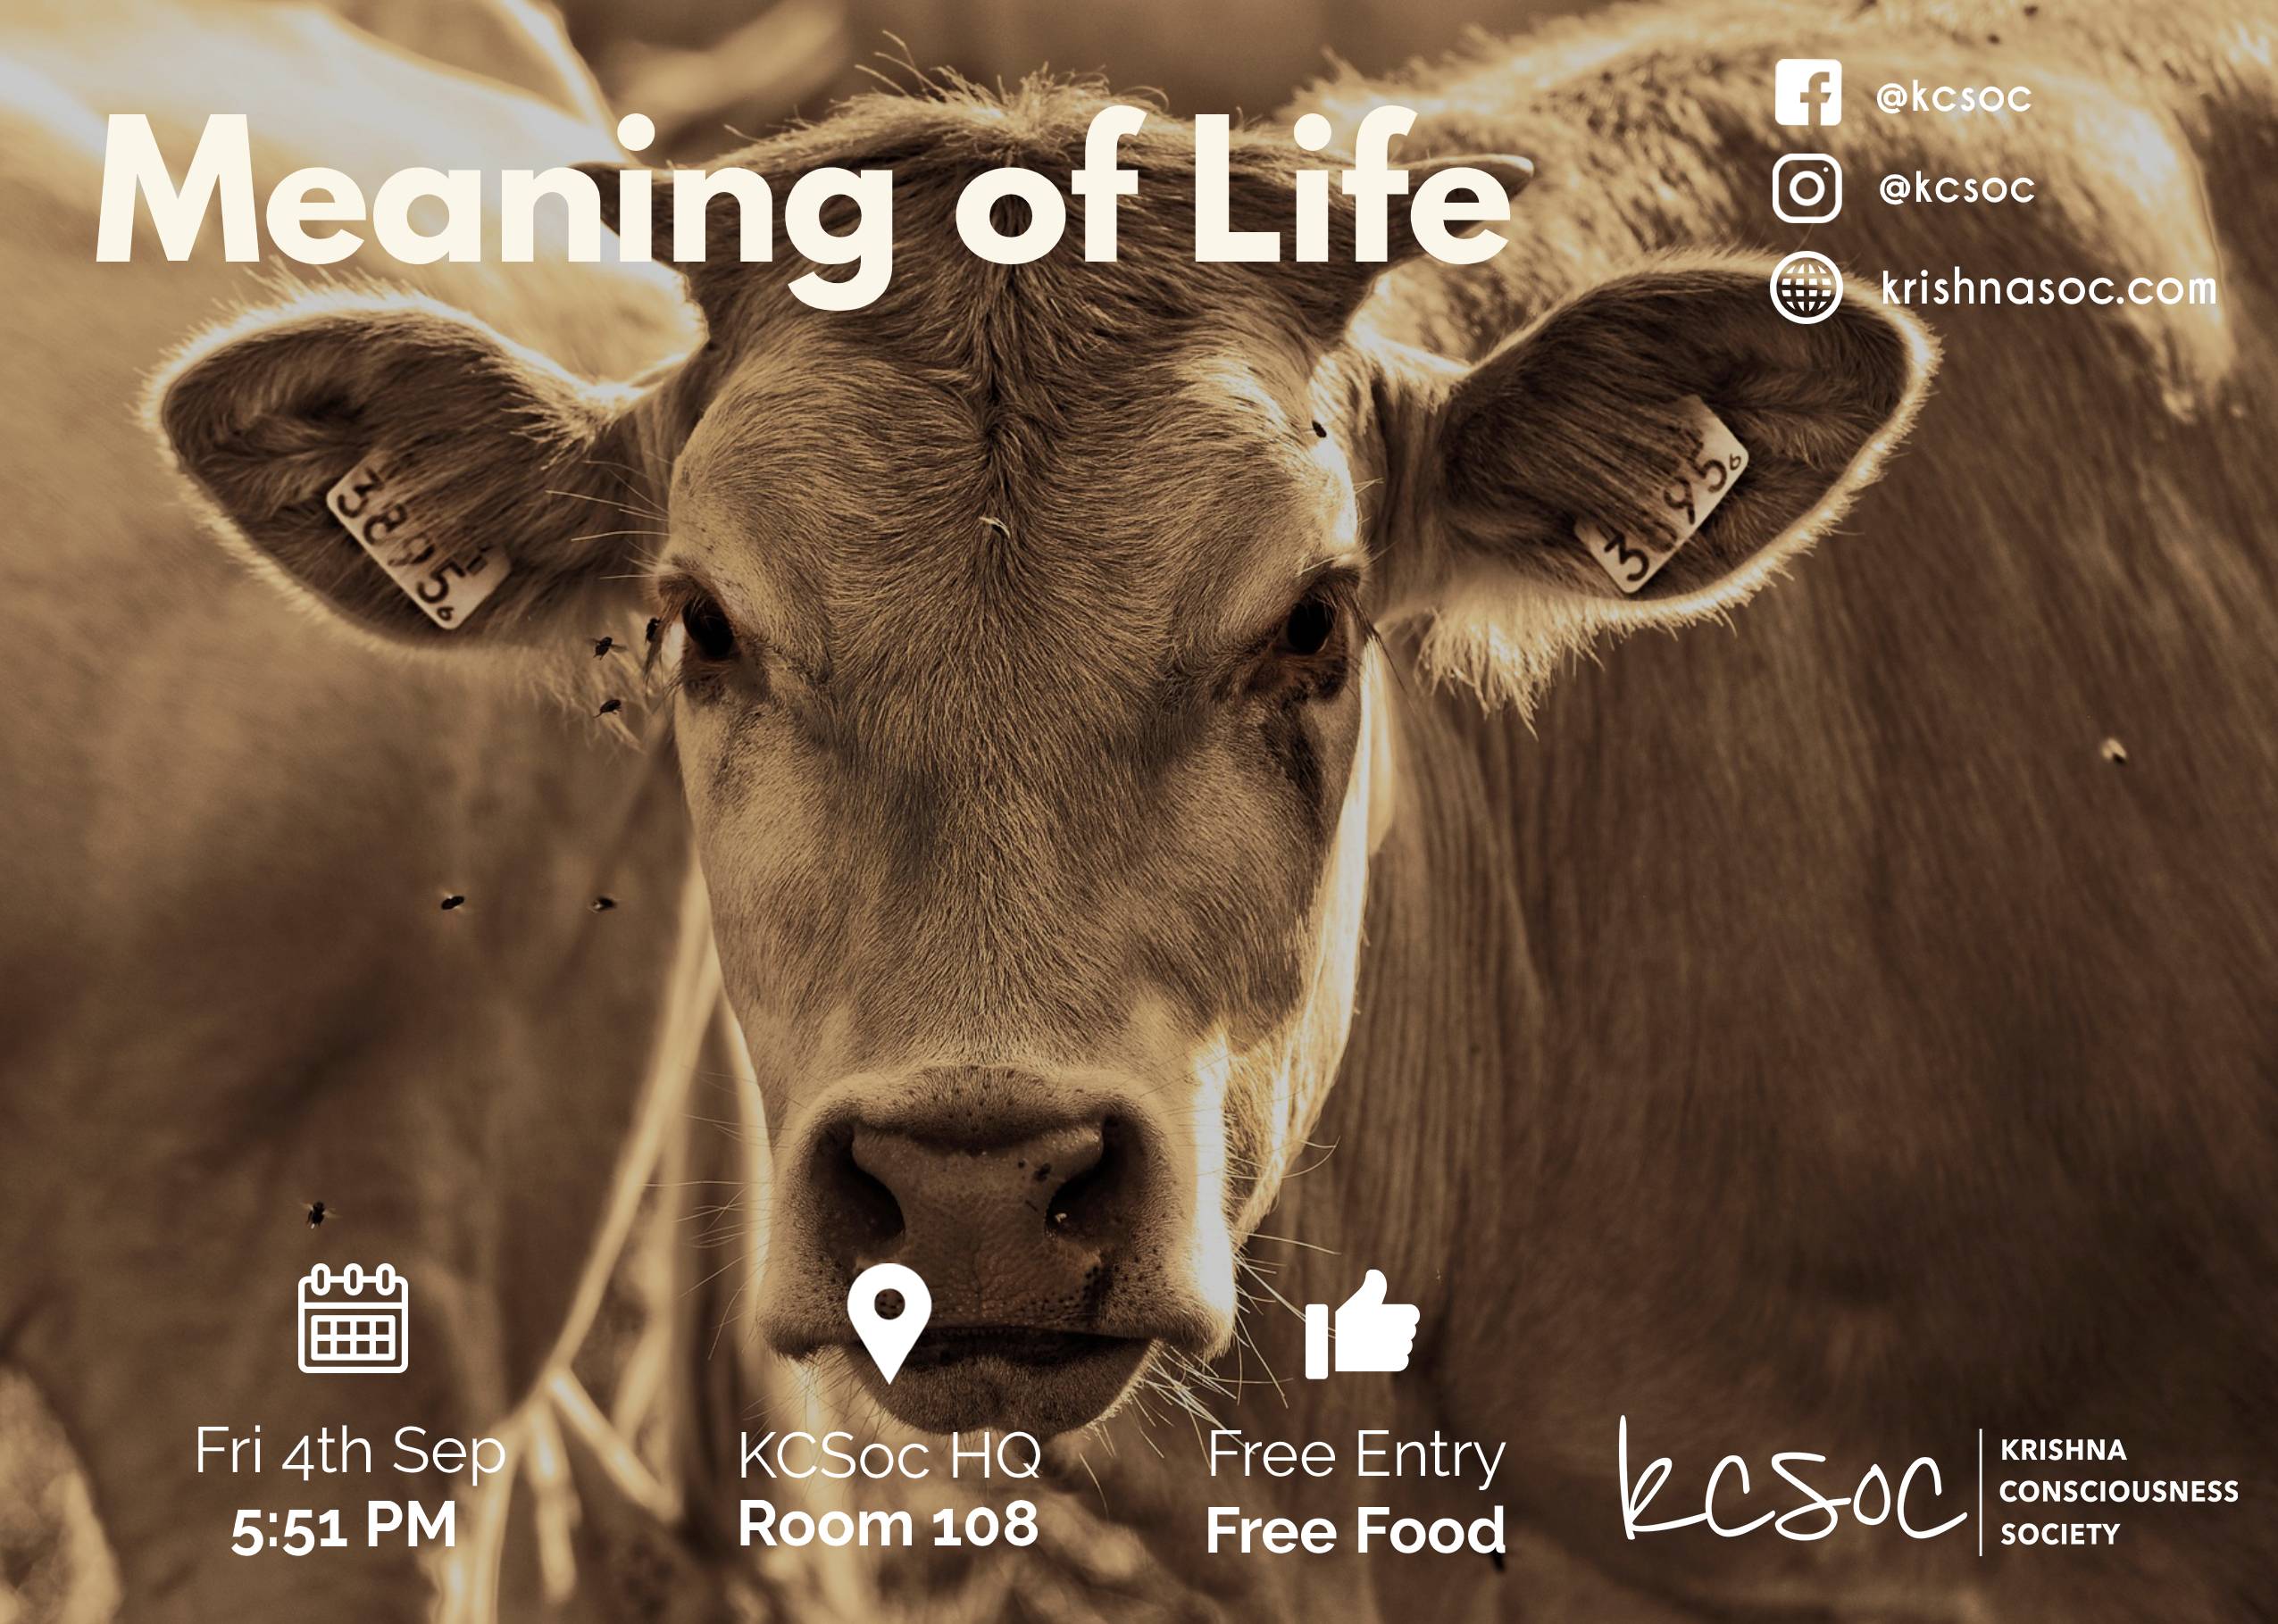 Meaning of Life
@kcsoc
@kcsoc
krishnasoc.com
38956
Fri 4th Sep
5:51 PM
KCSoc HQ
Room 108
Free Entry
Free Food
kcsoc
KRISHNA
CONSCIOUSNESS
SOCIETY